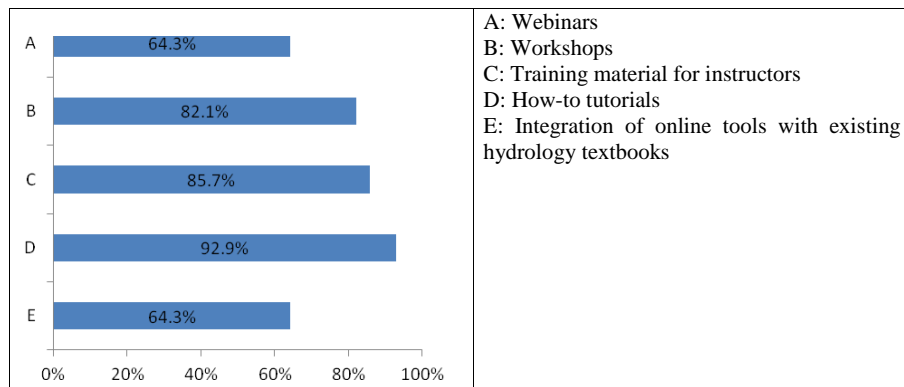 A
64.3%
B
82.1%
C
85.7%
D
92.9%
E
64.3%
0% 20% 40% 60% 80% 100%
A: Webinars
B: Workshops
C: Training material for instructors
D: How-to tutorials
E: Integration of online tools with existing
hydrology textbooks